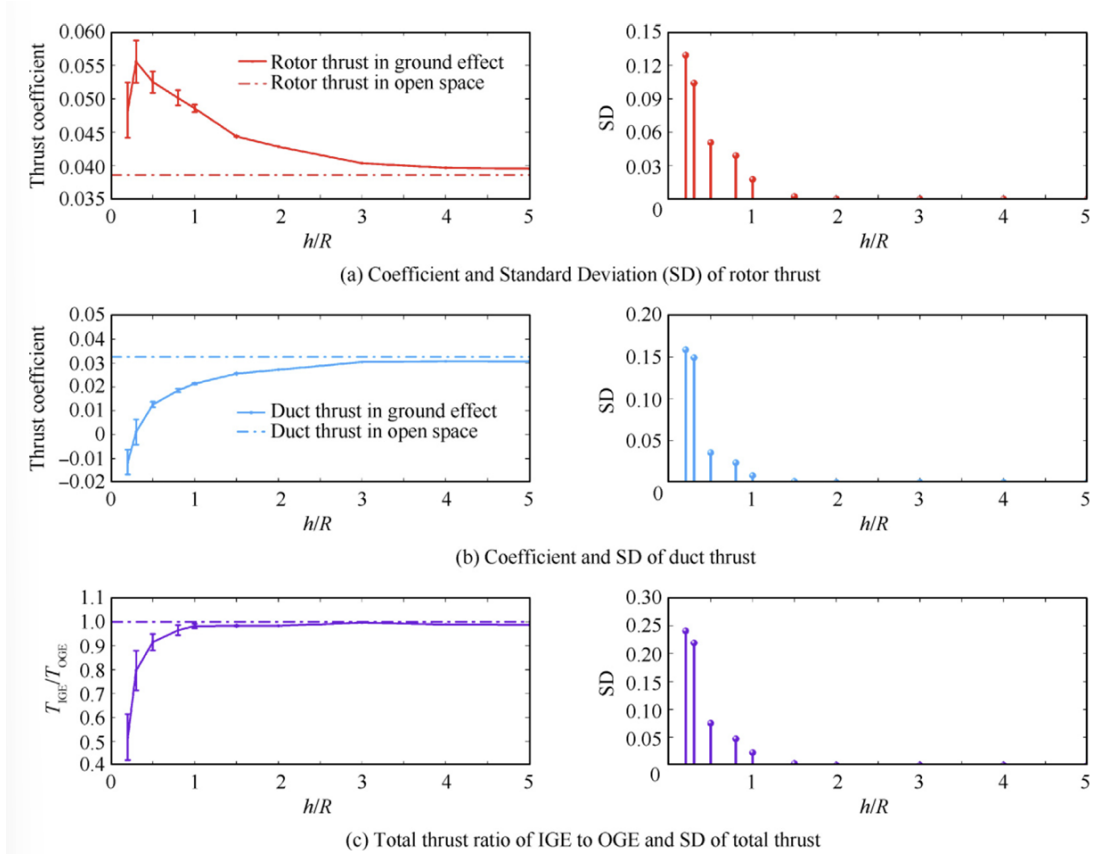 0.060
0.055
0.050
0.045
0.040
0.035
Thrust coefficient
Rotor thrust in ground effect
Rotor thrust in open space
0 1 2 3 4 5
h/R
0.15
0.12
0.09
0.06
0.03
0
SD
1 2 3 4 5
h/R
(a) Coefficient and Standard Deviation (SD) of rotor thrust
0.05
0.04
0.03
0.02
0.01
0
−0.01
−0.02
Thrust coefficient
Duct thrust in ground effect
Duct thrust in open space
0 1 2 3 4 5
h/R
0.20
0.15
0.10
0.05
0
SD
1 2 3 4 5
h/R
(b) Coefficient and SD of duct thrust
1.1
1.0
0.9
0.8
0.7
0.6
0.5
0.4
T_IGE/T_OGE
0 1 2 3 4 5
h/R
0.30
0.25
0.20
0.15
0.10
0.05
0
SD
1 2 3 4 5
h/R
(c) Total thrust ratio of IGE to OGE and SD of total thrust